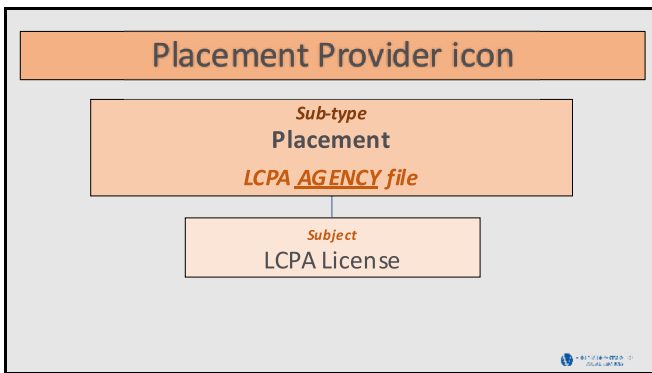 Placement Provider icon
Sub-type
Placement
LCPA AGENCY file
Subject
LCPA License